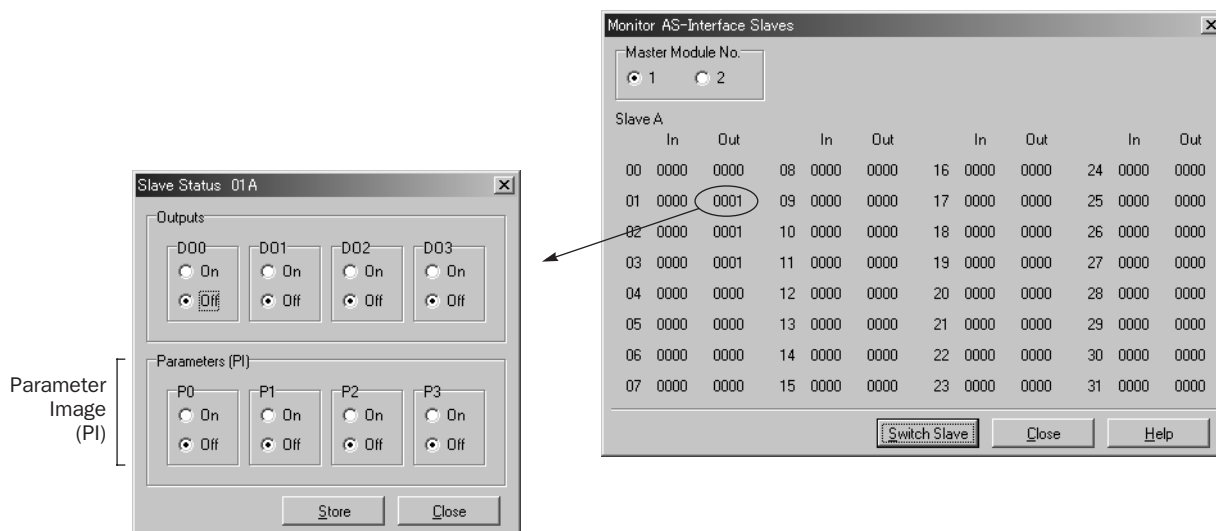 Monitor AS-Interface Slaves
Master Module No.
1 2
Slave A
In Out In Out In Out In Out
00 0000 0000 08 0000 0000 16 0000 0000 24 0000 0000
01 0000 0001 09 0000 0000 17 0000 0000 25 0000 0000
02 0000 0001 10 0000 0000 18 0000 0000 26 0000 0000
03 0000 0001 11 0000 0000 19 0000 0000 27 0000 0000
04 0000 0000 12 0000 0000 20 0000 0000 28 0000 0000
05 0000 0000 13 0000 0000 21 0000 0000 29 0000 0000
06 0000 0000 14 0000 0000 22 0000 0000 30 0000 0000
07 0000 0000 15 0000 0000 23 0000 0000 31 0000 0000
Switch Slave Close Help
Slave Status 01A
Outputs
DO0 DO1 DO2 DO3
On On On On
Off Off Off Off
Parameters (PI)
P0 P1 P2 P3
On On On On
Off Off Off Off
Store Close
Parameter
Image
(PI)